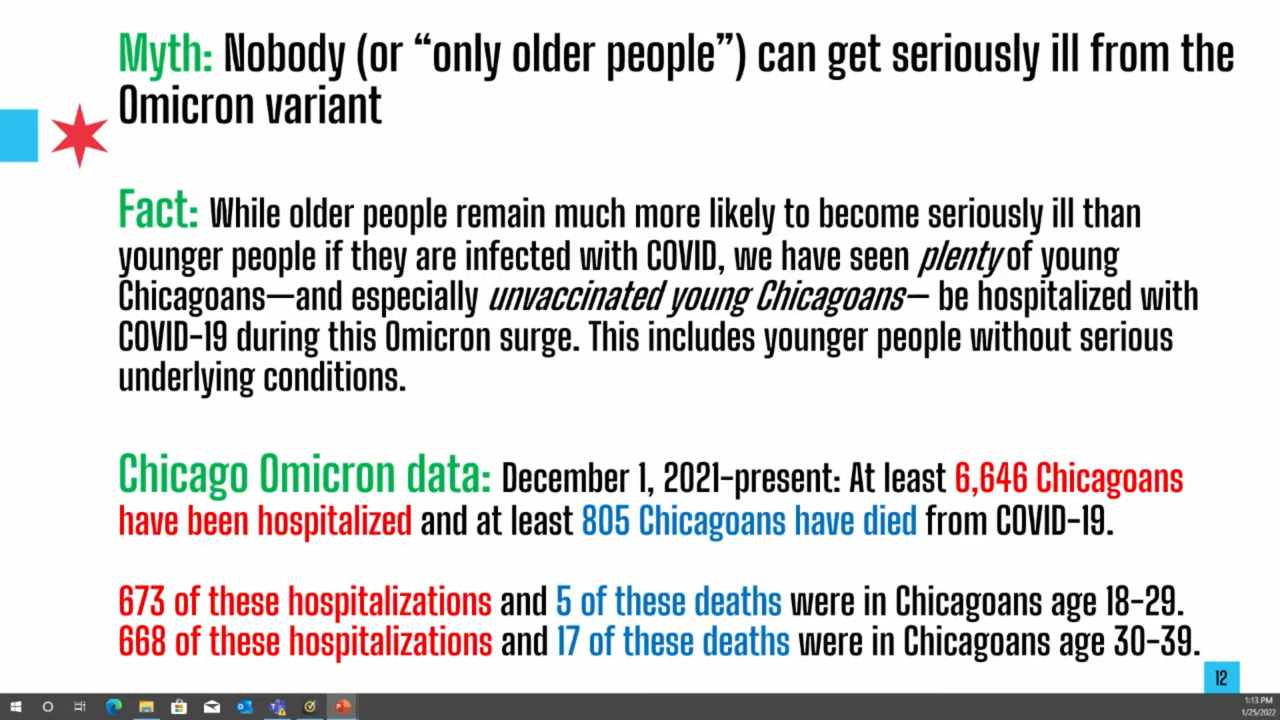 Myth: Nobody (or “only older people”) can get seriously ill from the
Omicron variant
Fact: While older people remain much more likely to become seriously ill than
younger people if they are infected with COVID, we have seen plenty of young
Chicagoans—and especially unvaccinated young Chicagoans— be hospitalized with
COVID-19 during this Omicron surge. This includes younger people without serious
underlying conditions.
Chicago Omicron data: December 1, 2021-present: At least 6,646 Chicagoans
have been hospitalized and at least 805 Chicagoans have died from COVID-19.
673 of these hospitalizations and 5 of these deaths were in Chicagoans age 18-29.
668 of these hospitalizations and 17 of these deaths were in Chicagoans age 30-39.
12
1:13 PM
1/25/2022